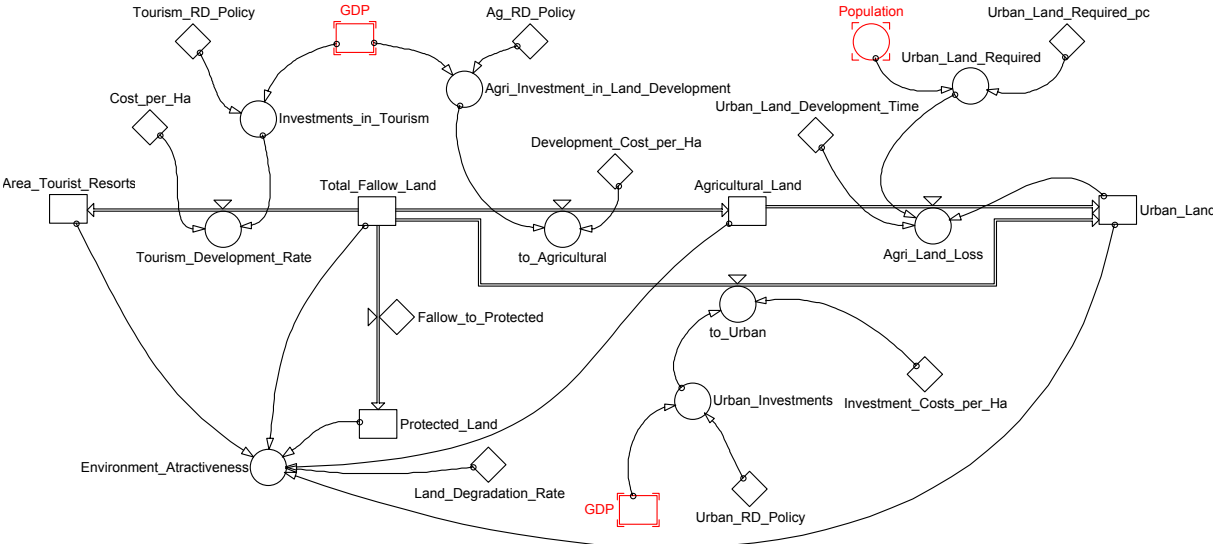 Tourism_RD_Policy
GDP
Ag_RD_Policy
Population
Urban_Land_Required_pc
Urban_Land_Required
Cost_per_Ha
Investments_in_Tourism
Agri_Investment_in_Land_Development
Urban_Land_Development_Time
Development_Cost_per_Ha
Area_Tourist_Resorts
Total_Fallow_Land
Agricultural_Land
Urban_Land
Tourism_Development_Rate
to_Agricultural
Agri_Land_Loss
Fallow_to_Protected
to_Urban
Urban_Investments
Investment_Costs_per_Ha
Protected_Land
Environment_Atractiveness
Land_Degradation_Rate
GDP
Urban_RD_Policy